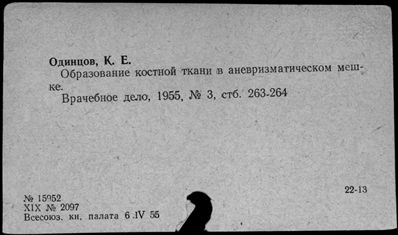 Одинцов, К. Е.
Образование костной ткани в аневризматическом меш-
ке.
Врачебное дело, 1955, № 3, стб. 263-264
22-13
№ 15952
XIX № 2097
Всесоюз. кн. палата 6 IV 55